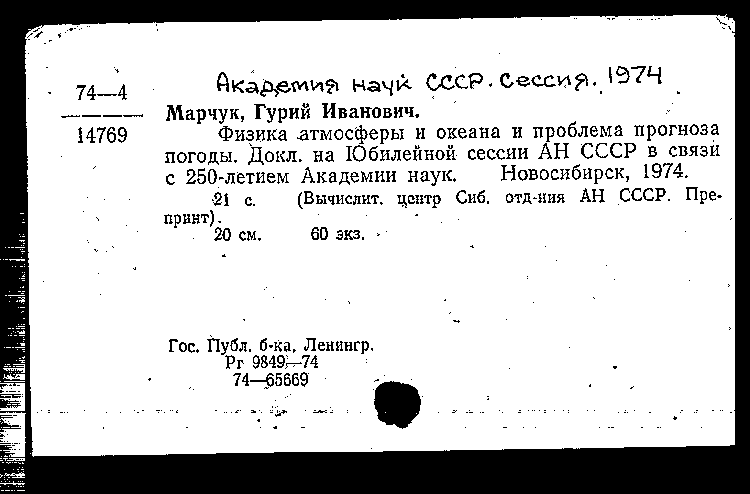 Академия наук СССР. Сессия. 1974
74—4
14769
Марчук, Гурий Иванович.
Физика атмосферы и океана и проблема прогноза
погоды. Докл. на Юбилейной сессии АН СССР в связи
с 250-летием Академии наук. Новосибирск, 1974.
21 с. (Вычислит. центр Сиб. отд-ния АН СССР. Пре-
принт).
20 см. 60 экз.
Гос. Публ. б-ка, Ленингр.
Рг 9849—74
74—65669